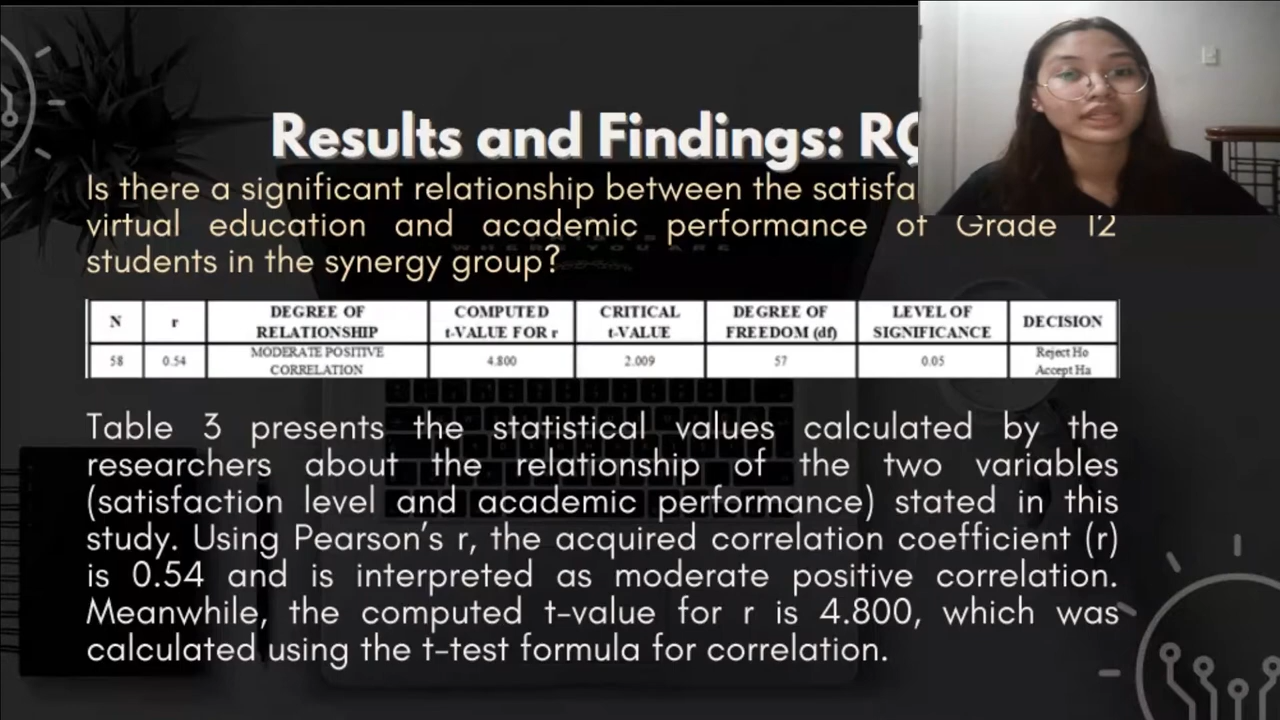 Results and Findings:
Is there a significant relationship between the
virtual education and academic performance of Grade 12
students in the synergy group?
N r DEGREE OF RELATIONSHIP COMPUTED t-VALUE FOR r CRITICAL t-VALUE DEGREE OF FREEDOM (df) LEVEL OF SIGNIFICANCE DECISION
58 0.54 MODERATE POSITIVE CORRELATION 4.800 2.009 57 0.05 Reject Ho Accept Ha
Table 3 presents the statistical values calculated by the
researchers about the relationship of the two variables
(satisfaction level and academic performance) stated in this
study. Using Pearson’s r, the acquired correlation coefficient (r)
is 0.54 and is interpreted as moderate positive correlation.
Meanwhile, the computed t-value for r is 4.800, which was
calculated using the t-test formula for correlation.